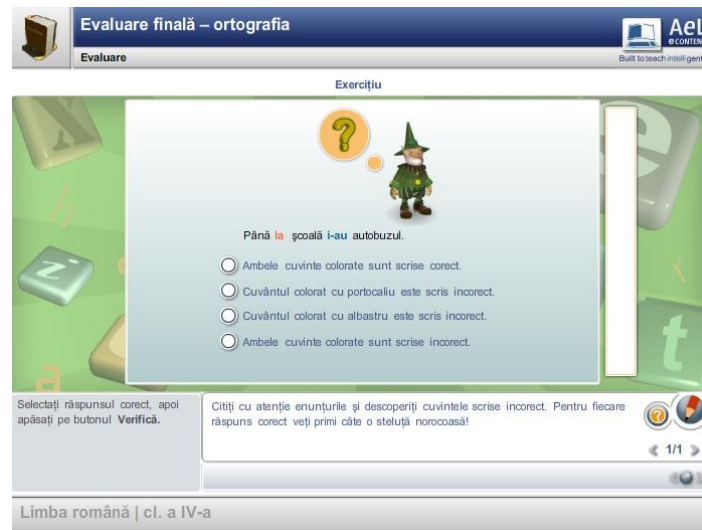 Evaluare finală – ortografia
Evaluare
AeL
eCONTENT
Built to teach intelligent
Exercițiu
Până la școală i-au autobuzul.
Ambele cuvinte colorate sunt scrise corect.
Cuvântul colorat cu portocaliu este scris incorect.
Cuvântul colorat cu albastru este scris incorect.
Ambele cuvinte colorate sunt scrise incorect.
Selectați răspunsul corect, apoi
apăsați pe butonul Verifică.
Citiți cu atenție enunțurile și descoperiți cuvintele scrise incorect. Pentru fiecare
răspuns corect veți primi câte o steluță norocoasă!
1/1
Limba română | cl. a IV-a